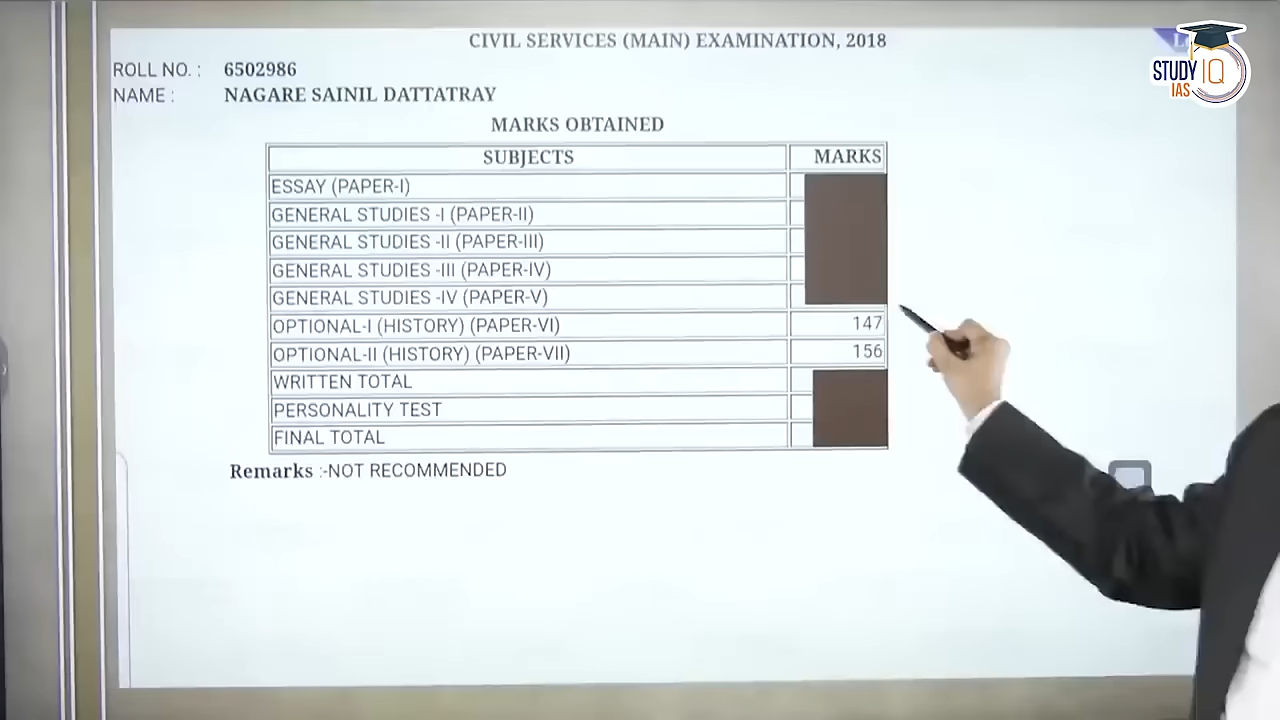 CIVIL SERVICES (MAIN) EXAMINATION, 2018
ROLL NO. : 6502986
NAME : NAGARE SAINIL DATTATRAY
MARKS OBTAINED
SUBJECTS MARKS
ESSAY (PAPER-I)
GENERAL STUDIES -I (PAPER-II)
GENERAL STUDIES -II (PAPER-III)
GENERAL STUDIES -III (PAPER-IV)
GENERAL STUDIES -IV (PAPER-V)
OPTIONAL-I (HISTORY) (PAPER-VI) 147
OPTIONAL-II (HISTORY) (PAPER-VII) 156
WRITTEN TOTAL
PERSONALITY TEST
FINAL TOTAL
Remarks :-NOT RECOMMENDED
STUDY IQ
IAS